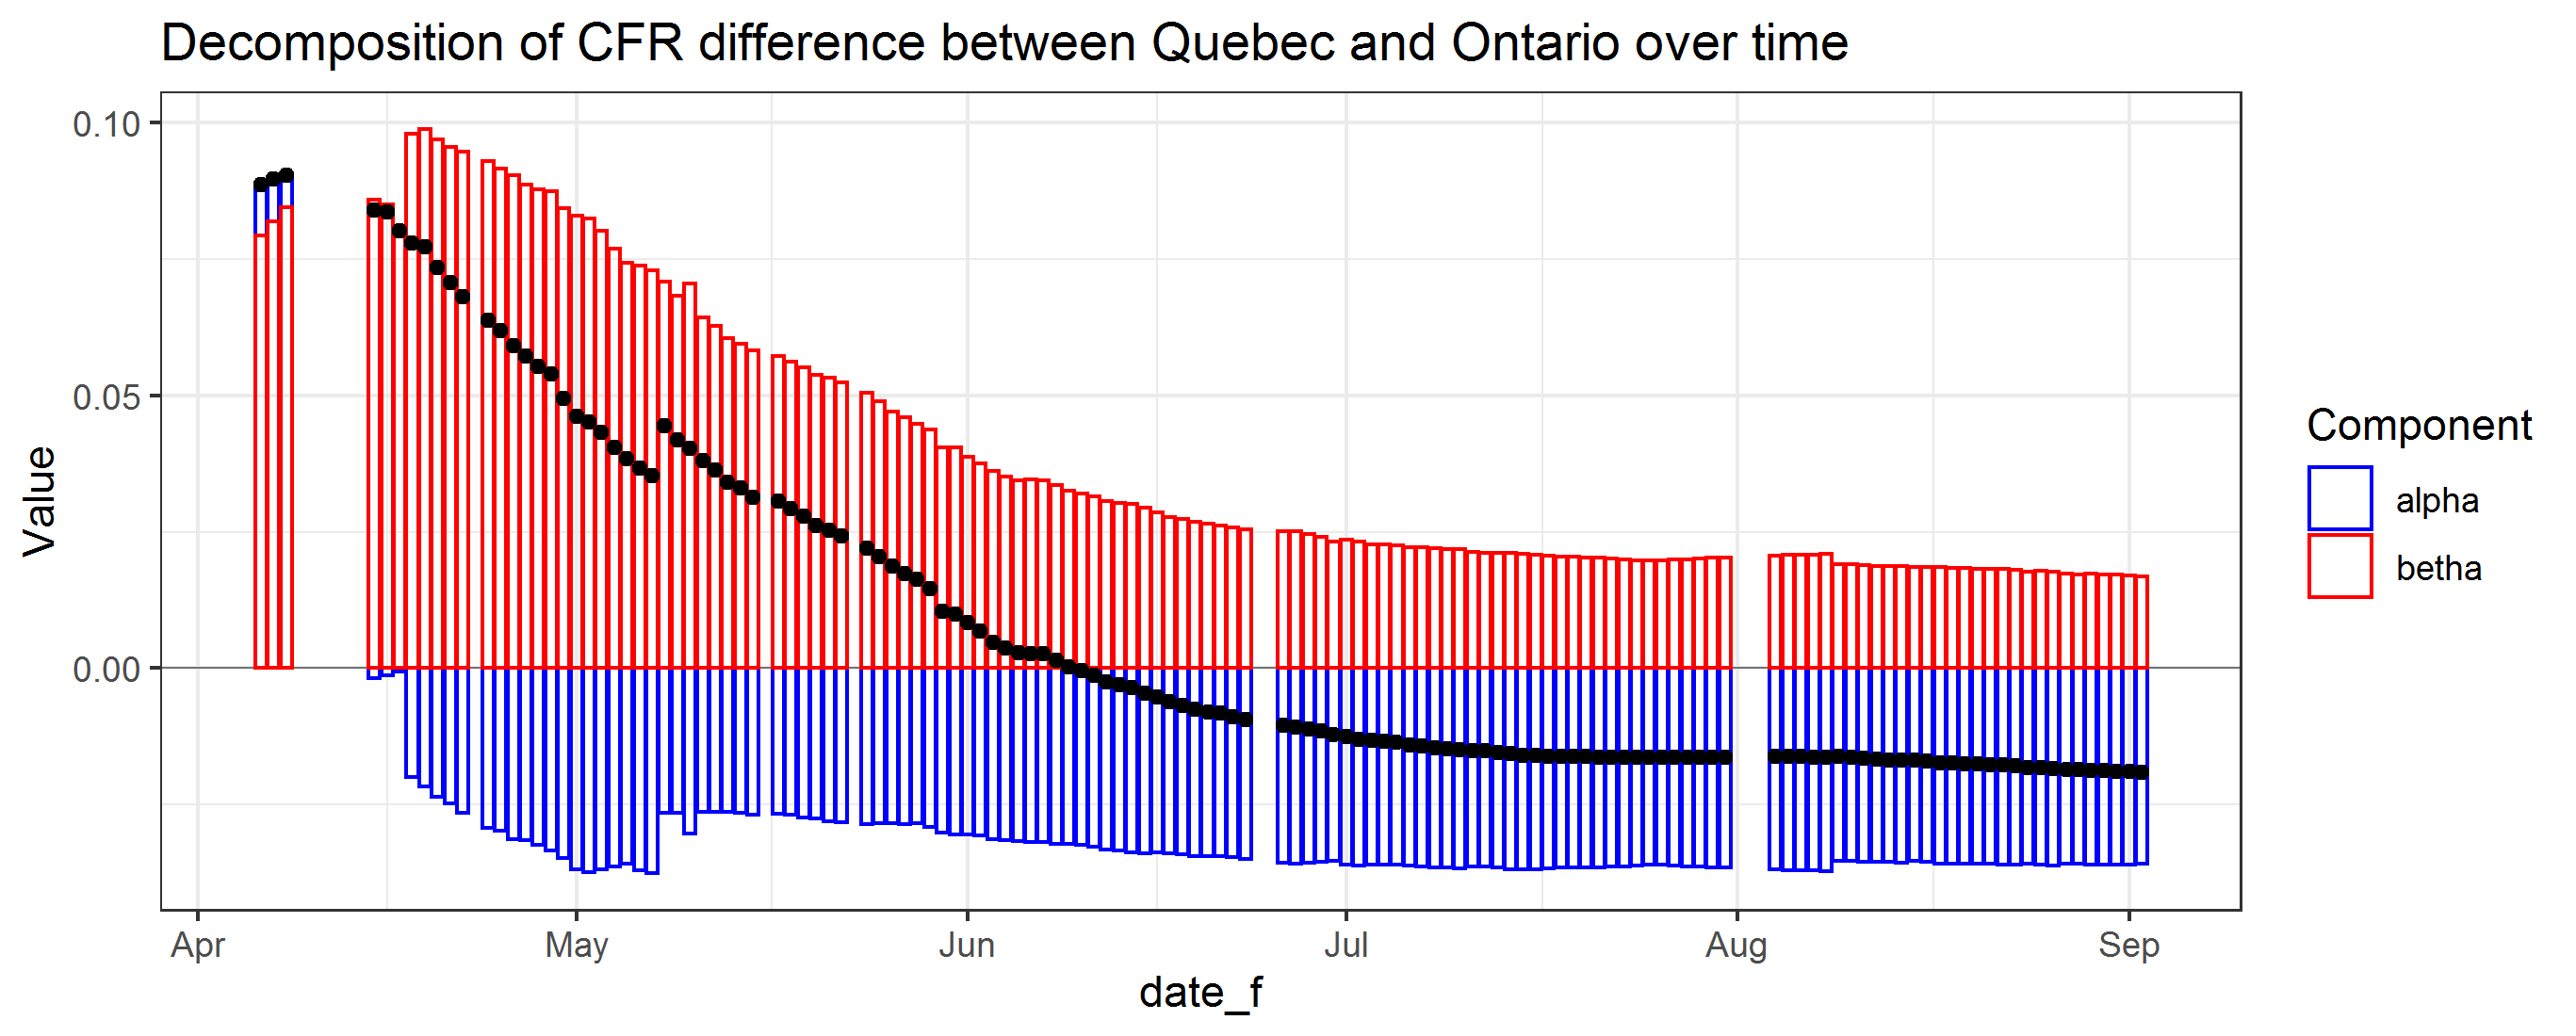 Decomposition of CFR difference between Quebec and Ontario over time
0.10
0.05
0.00
Value
Apr May Jun Jul Aug Sep
date_f
Component
alpha
betha